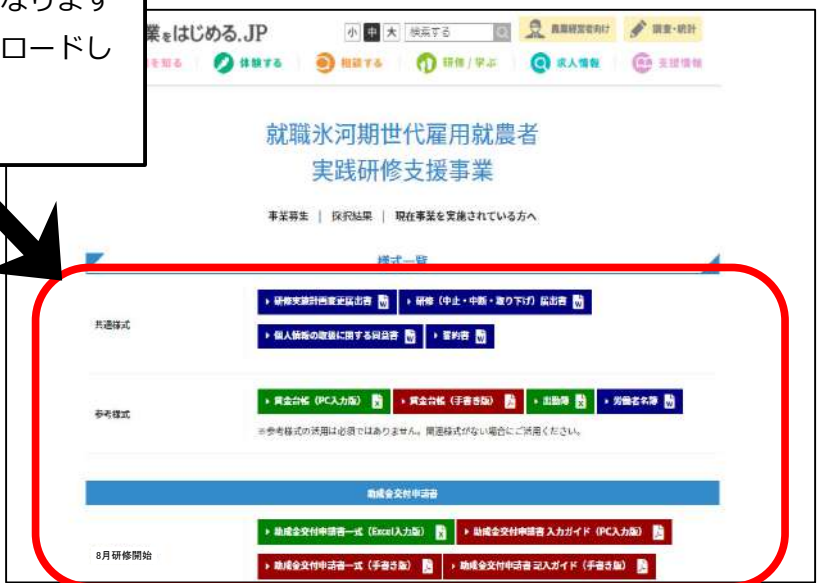 なります
ロードし
業をはじめる.JP
小 中 大 検索する 農業経営者向け 調査・統計
を知る 体験する 相談する 研修/学ぶ 求人情報 支援情報
就職氷河期世代雇用就農者
実践研修支援事業
事業募集 | 採択結果 | 現在事業を実施されている方へ
様式一覧
共通様式
研修実施計画変更届出書 研修（中止・中断・取り下げ）届出書
個人情報の取扱に関する同意書 誓約書
参考様式
賃金台帳（PC入力版） 賃金台帳（手書き版） 出勤簿 労働者名簿
※参考様式の活用は必須ではありません。関連様式がない場合にご活用ください。
助成金交付申請書
8月研修開始
助成金交付申請書一式（Excel入力版） 助成金交付申請書 入力ガイド（PC入力版）
助成金交付申請書一式（手書き版） 助成金交付申請書 記入ガイド（手書き版）